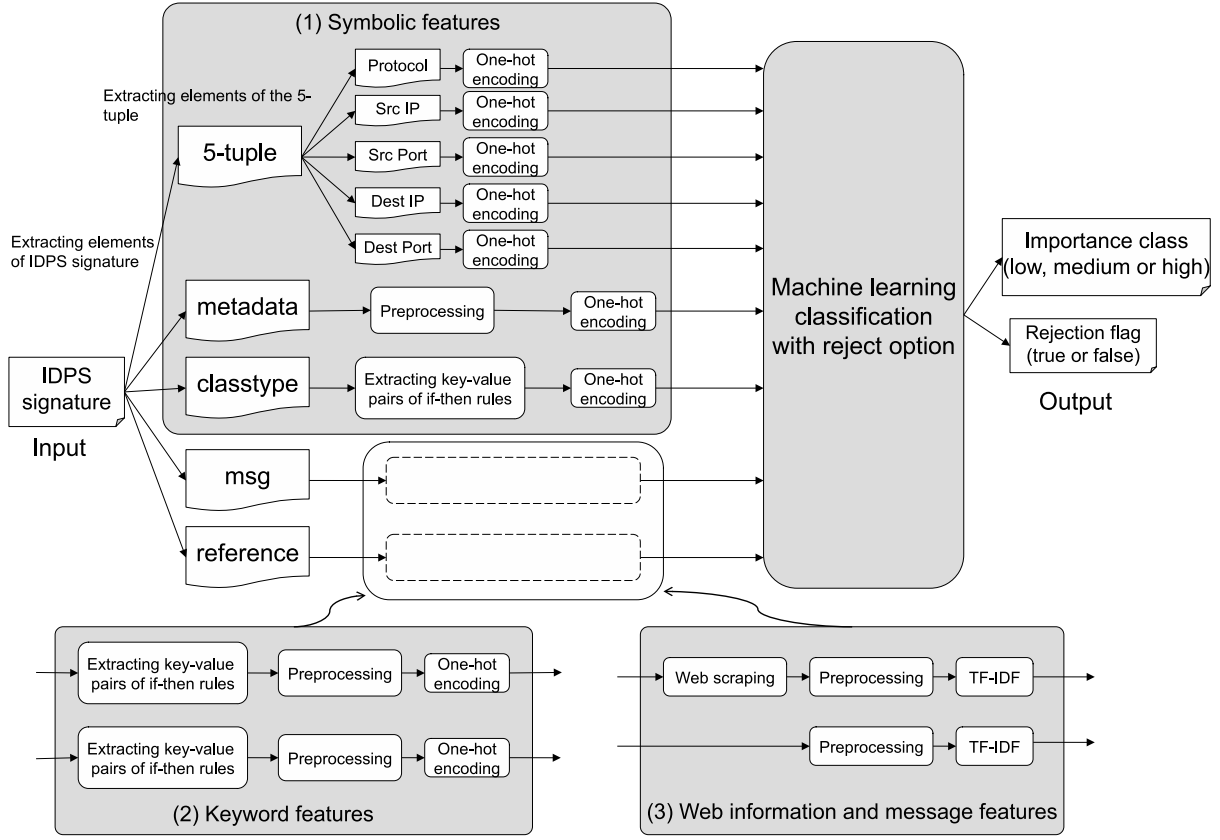 (1) Symbolic features
Extracting elements of the 5-
tuple
5-tuple
Protocol
One-hot
encoding
Src IP
One-hot
encoding
Src Port
One-hot
encoding
Dest IP
One-hot
encoding
Dest Port
One-hot
encoding
Extracting elements
of IDPS signature
metadata
Preprocessing
One-hot
encoding
classtype
Extracting key-value
pairs of if-then rules
One-hot
encoding
IDPS
signature
Input
msg
reference
Machine learning
classification
with reject option
Importance class
(low, medium or high)
Rejection flag
(true or false)
Output
Extracting key-value
pairs of if-then rules
Preprocessing
One-hot
encoding
Extracting key-value
pairs of if-then rules
Preprocessing
One-hot
encoding
(2) Keyword features
Web scraping
Preprocessing
TF-IDF
Preprocessing
TF-IDF
(3) Web information and message features